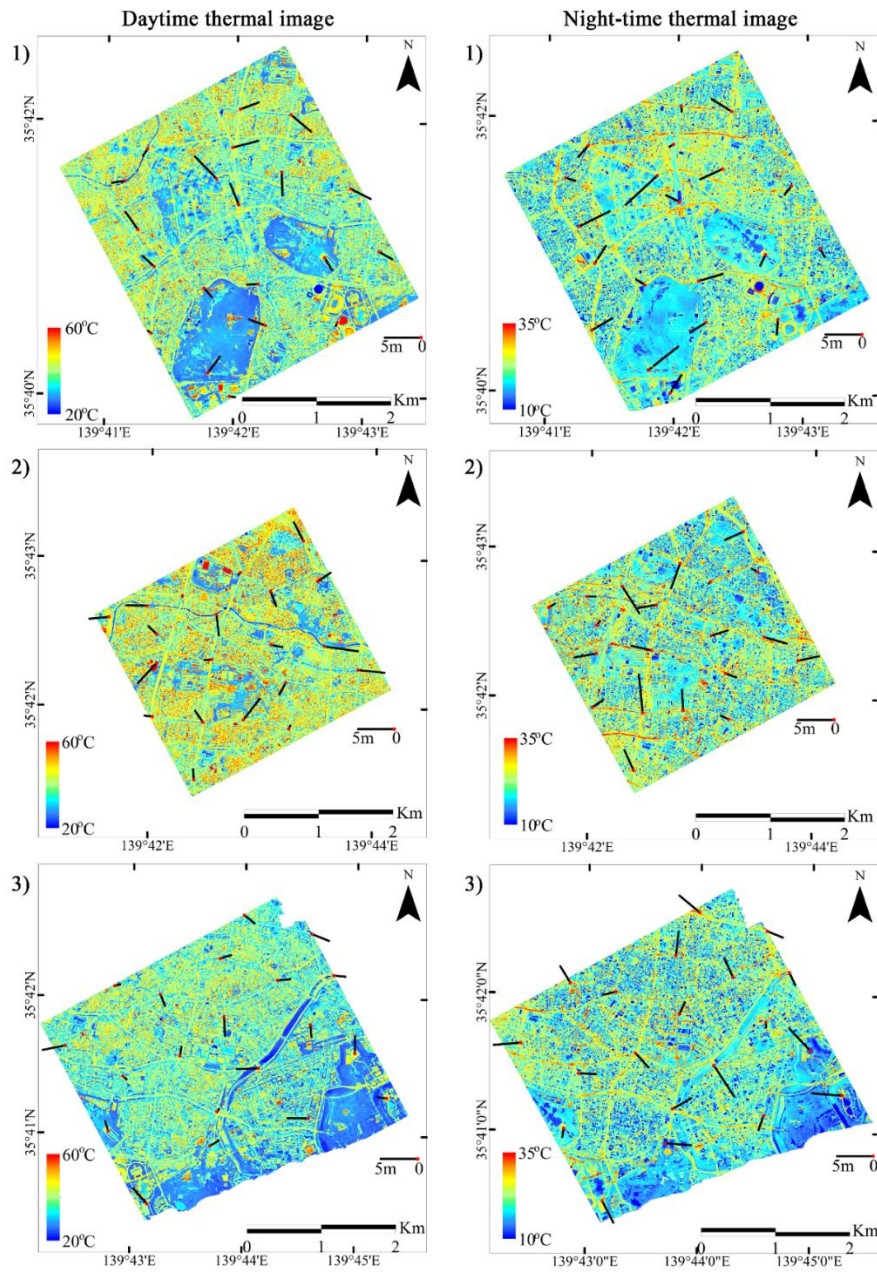 Daytime thermal image
Night-time thermal image
1)
N
35°42'N
35°40'N
60°C
20°C
5m 0
Km
0 1 2
139°41'E 139°42'E 139°43'E
1)
N
35°42'N
35°40'N
35°C
10°C
5m 0
Km
0 1 2
139°41'E 139°42'E 139°43'E
2)
N
35°43'N
35°42'N
60°C
20°C
5m 0
Km
0 1 2
139°42'E 139°44'E
2)
N
35°43'N
35°42'N
35°C
10°C
5m 0
Km
0 1 2
139°42'E 139°44'E
3)
N
35°42'N
35°41'N
60°C
20°C
5m 0
Km
0 1 2
139°43'E 139°44'E 139°45'E
3)
N
35°42'0"N
35°41'0"N
35°C
10°C
5m 0
Km
0 1 2
139°43'0"E 139°44'0"E 139°45'0"E